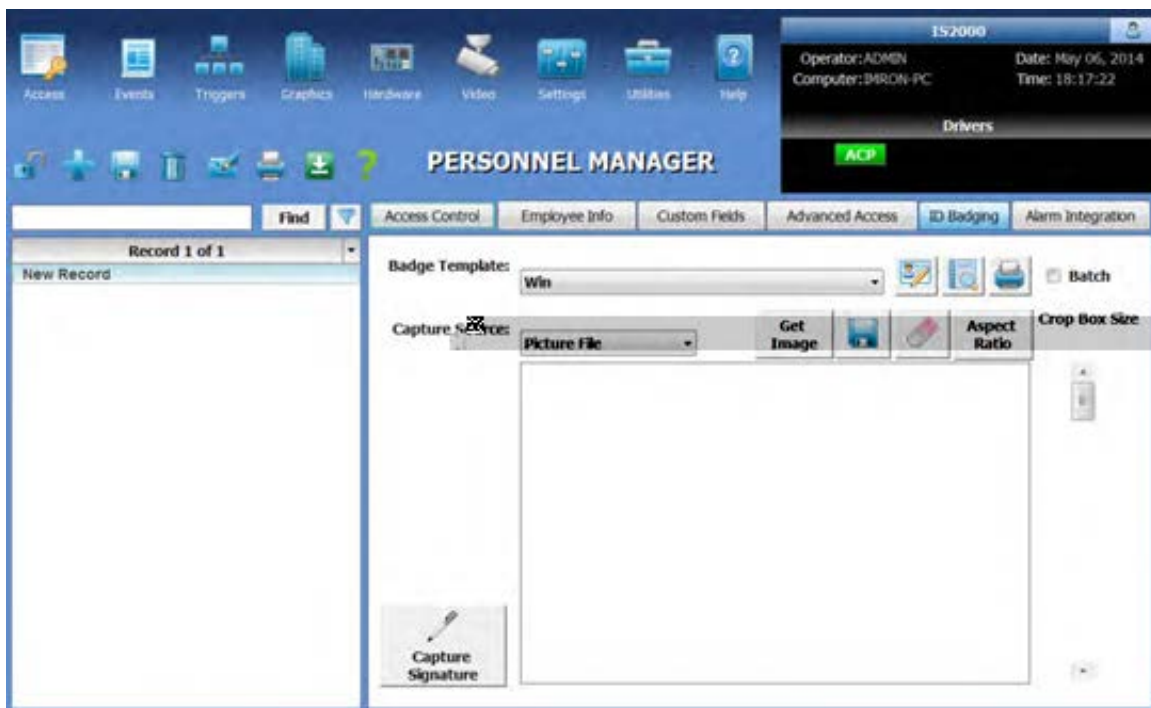 IS2000
Operator:ADMIN Date: May 06, 2014
Computer:IMRON-PC Time: 18:17:22
Access Events Triggers Graphics Hardware Video Settings Utilities Help
Drivers
ACP
PERSONNEL MANAGER
Find
Access Control Employee Info Custom Fields Advanced Access ID Badging Alarm Integration
Record 1 of 1
New Record
Badge Template:
Win
Batch
Capture Source:
Picture File
Get
Image
Aspect
Ratio
Crop Box Size
Capture
Signature